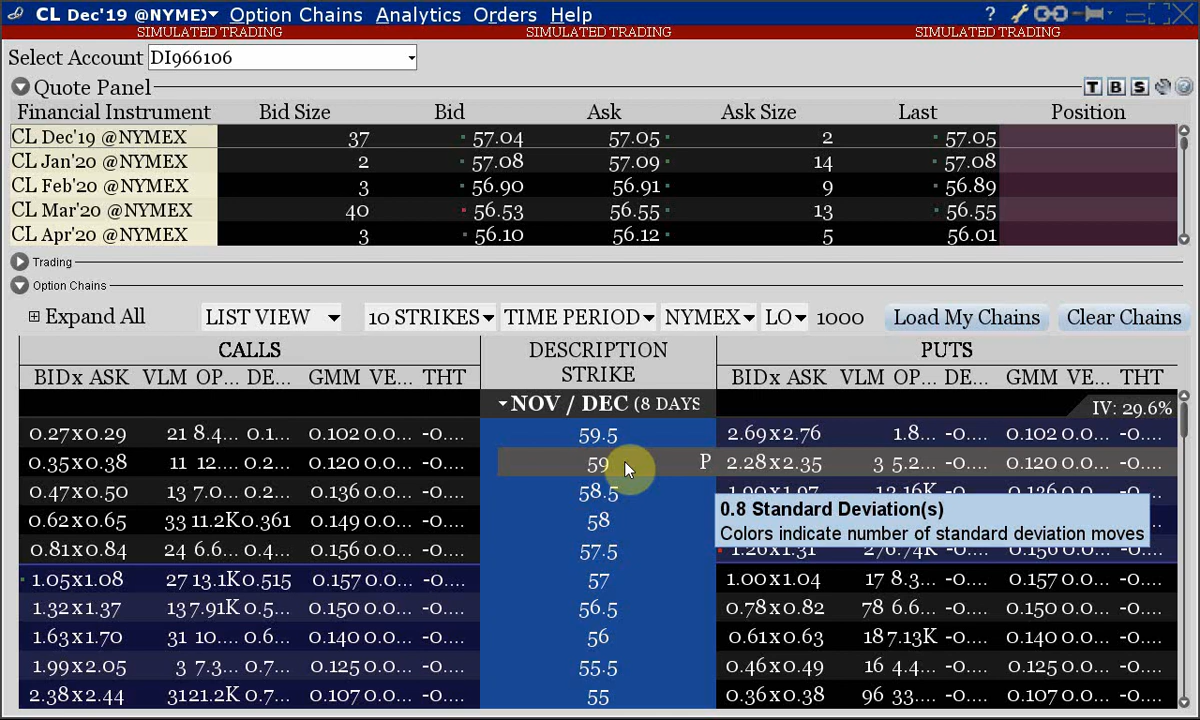 CL Dec'19 @NYMEX) Option Chains Analytics Orders Help ?
SIMULATED TRADING SIMULATED TRADING SIMULATED TRADING
Select Account DI966106
Quote Panel T B S
Financial Instrument Bid Size Bid Ask Ask Size Last Position
CL Dec'19 @NYMEX 37 57.04 57.05 2 57.05
CL Jan'20 @NYMEX 2 57.08 57.09 14 57.08
CL Feb'20 @NYMEX 3 56.90 56.91 9 56.89
CL Mar'20 @NYMEX 40 56.53 56.55 13 56.55
CL Apr'20 @NYMEX 3 56.10 56.12 5 56.01
Trading
Option Chains
Expand All LIST VIEW 10 STRIKES TIME PERIOD NYMEX LO 1000 Load My Chains Clear Chains
CALLS DESCRIPTION PUTS
STRIKE
BIDx ASK VLM OP... DE... GMM VE... THT BIDx ASK VLM OP... DE... GMM VE... THT
NOV / DEC (8 DAYS IV: 29.6%
0.27x0.29 21 8.4... 0.1... 0.102 0.0... -0.... 59.5 2.69x2.76 1.8... -0... 0.102 0.0... -0....
0.35x0.38 11 12.... 0.2... 0.120 0.0... -0.... 59 P 2.28x2.35 3 5.2... -0... 0.120 0.0... -0....
0.47x0.50 13 7.0... 0.2... 0.136 0.0... -0.... 58.5
0.8 Standard Deviation(s)
Colors indicate number of standard deviation moves
0.62x0.65 33 11.2K 0.361 0.149 0.0... -0.... 58
0.81x0.84 24 6.6... 0.4... 0.156 0.0... -0.... 57.5
1.05x1.08 27 13.1K 0.515 0.157 0.0... -0.... 57 1.00x1.04 17 8.3... -0... 0.157 0.0... -0....
1.32x1.37 13 7.91K 0.5... 0.150 0.0... -0.... 56.5 0.78x0.82 78 6.6... -0... 0.150 0.0... -0....
1.63x1.70 31 10.... 0.6... 0.140 0.0... -0.... 56 0.61x0.63 18 7.13K -0... 0.140 0.0... -0....
1.99x2.05 3 7.3... 0.7... 0.125 0.0... -0.... 55.5 0.46x0.49 16 4.4... -0... 0.125 0.0... -0....
2.38x2.44 31 21.2K 0.7... 0.107 0.0... -0.... 55 0.36x0.38 96 33.... -0... 0.107 0.0... -0....